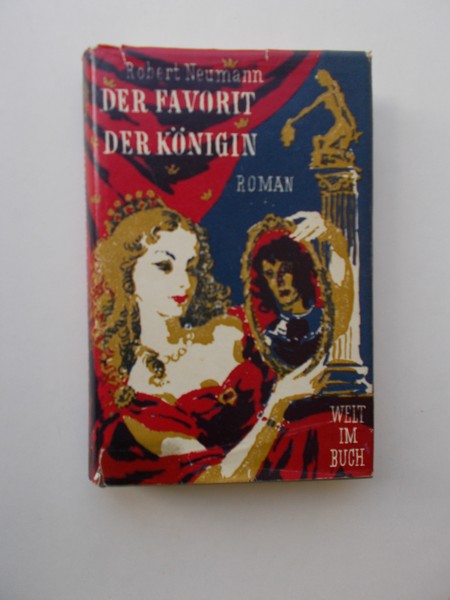 Robert Neumann
DER FAVORIT
DER KÖNIGIN
ROMAN
WELT
IM
BUCH